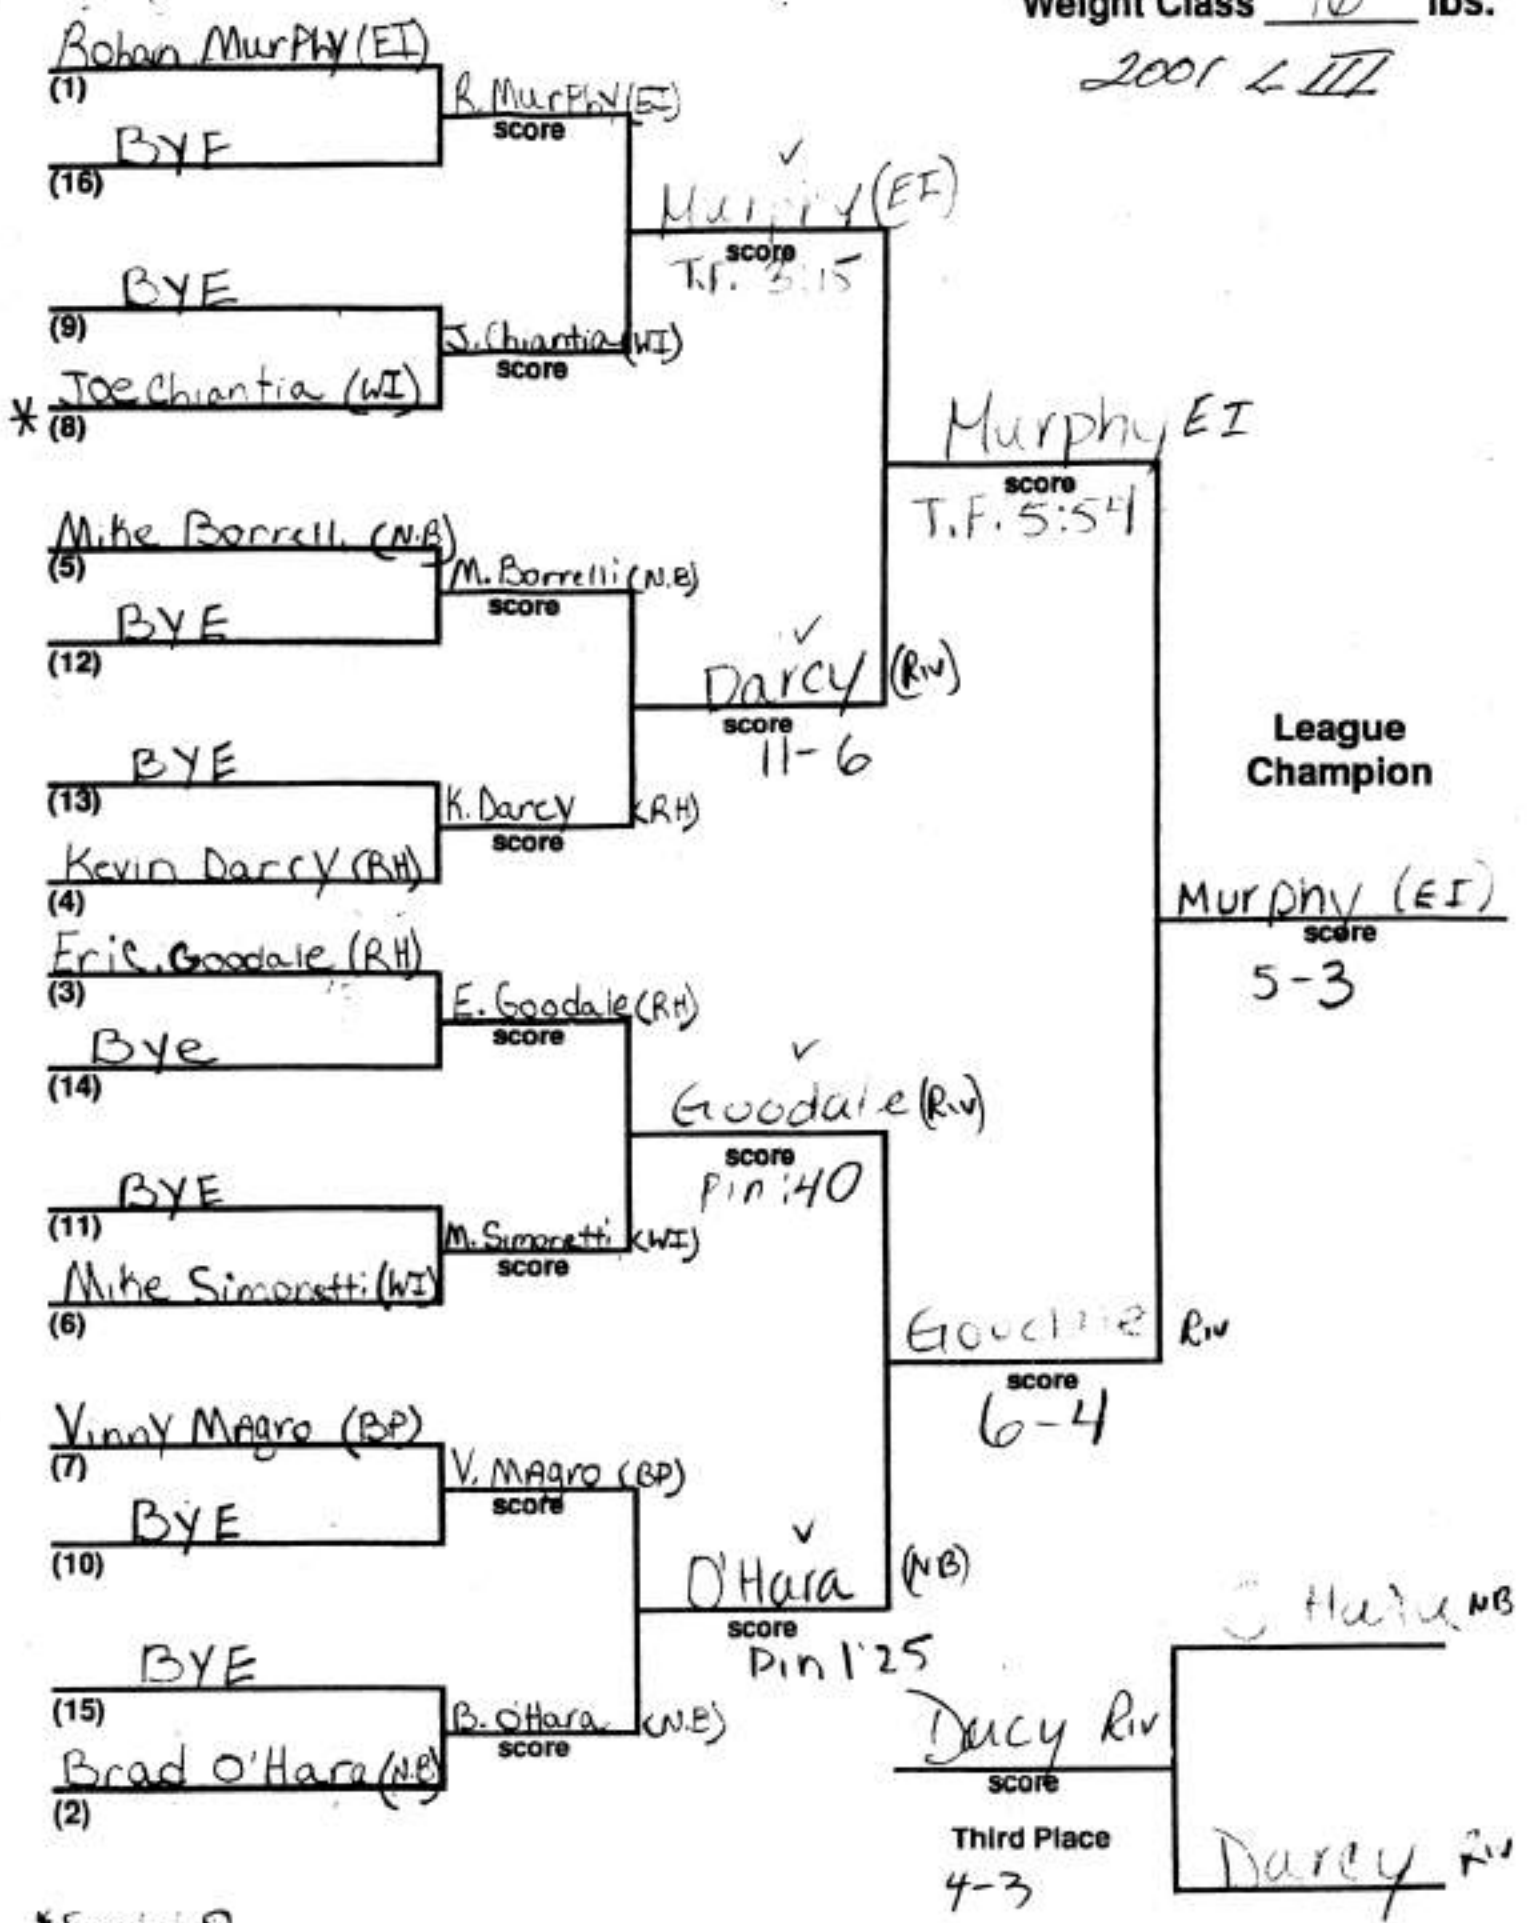 Weight Class lbs.
2001 L III
Rohan Murphy (EI)
(1)
R. Murphy (EI)
score
BYE
(16)
Murphy (EI)
score
T.F. 3:15
BYE
(9)
J. Chiantia (WI)
score
Joe Chiantia (WI)
* (8)
Murphy EI
score
T.F. 5:54
Mike Borrelli (N.B)
(5)
M. Borrelli (N.B)
score
BYE
(12)
Darcy (Riv)
score
11-6
BYE
(13)
K. Darcy (RH)
score
Kevin Darcy (RH)
(4)
League
Champion
Murphy (EI)
score
5-3
Eric Goodale (RH)
(3)
E. Goodale (RH)
score
Bye
(14)
Goodale (Riv)
score
Pin :40
BYE
(11)
M. Simonetti (WI)
score
Mike Simonetti (WI)
(6)
Goodale Riv
score
6-4
Vinny Magro (BP)
(7)
V. Magro (BP)
score
BYE
(10)
O'Hara (NB)
score
Pin 1:25
BYE
(15)
B. O'Hara (N.B)
score
Brad O'Hara (N.B)
(2)
O'Hara NB
Darcy Riv
score
Third Place
4-3
Darcy Riv